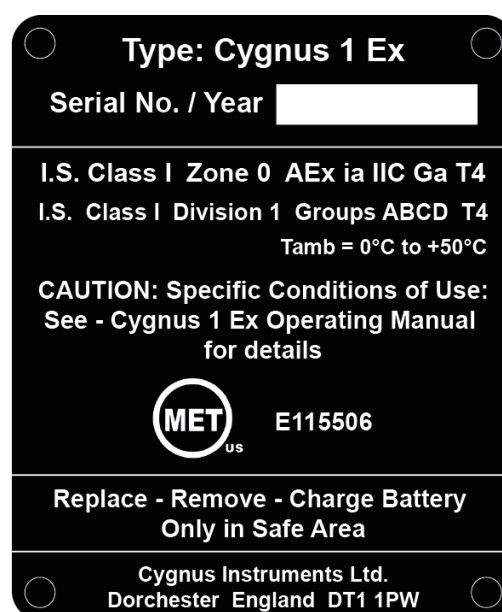 Type: Cygnus 1 Ex
Serial No. / Year
I.S. Class I Zone 0 AEx ia IIC Ga T4
I.S. Class I Division 1 Groups ABCD T4
Tamb = 0°C to +50°C
CAUTION: Specific Conditions of Use:
See - Cygnus 1 Ex Operating Manual
for details
MET
us
E115506
Replace - Remove - Charge Battery
Only in Safe Area
Cygnus Instruments Ltd.
Dorchester England DT1 1PW